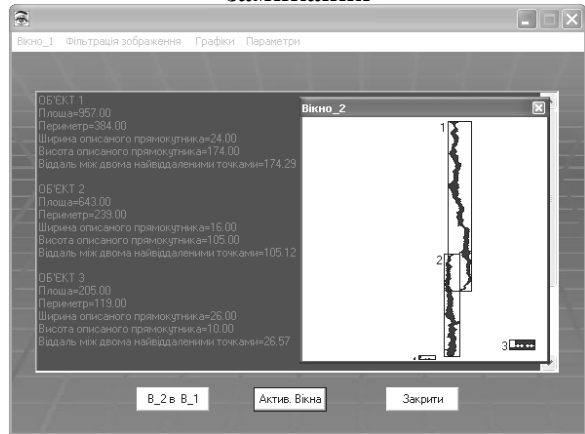 Вікно_1 Фільтрація зображення Графіки Параметри
ОБ'ЄКТ 1
Площа=957.00
Периметр=384.00
Ширина описаного прямокутника=24.00
Висота описаного прямокутника=174.00
Віддаль між двома найвіддаленими точками=174.29
ОБ'ЄКТ 2
Площа=643.00
Периметр=239.00
Ширина описаного прямокутника=16.00
Висота описаного прямокутника=105.00
Віддаль між двома найвіддаленими точками=105.12
ОБ'ЄКТ 3
Площа=205.00
Периметр=119.00
Ширина описаного прямокутника=26.00
Висота описаного прямокутника=10.00
Віддаль між двома найвіддаленими точками=26.57
Вікно_2
1
2
3
В_2 в В_1
Актив. Вікна
Закрити